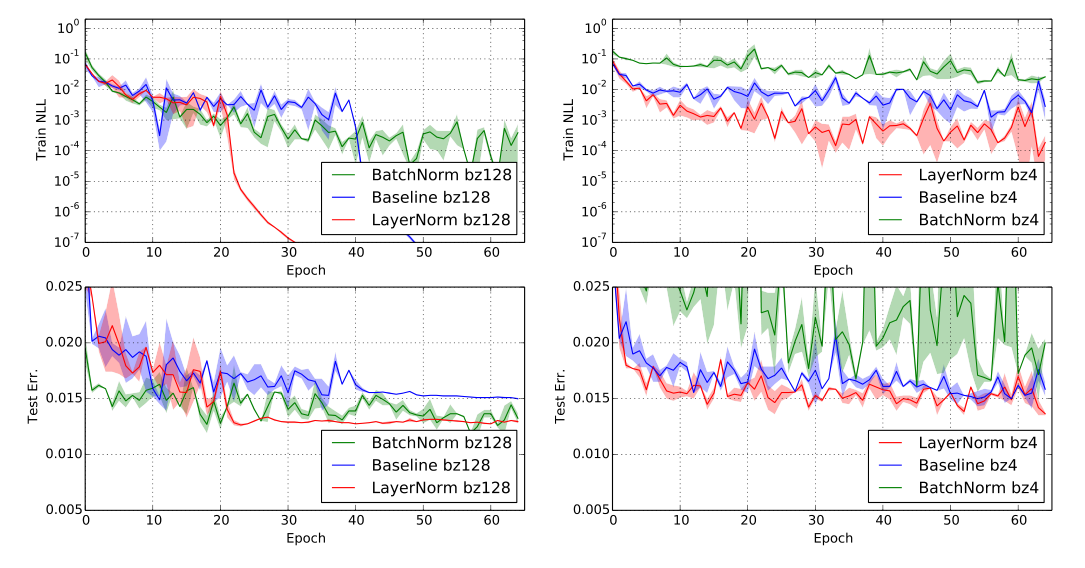 10^0
10^-1
10^-2
10^-3
10^-4
10^-5
10^-6
10^-7
Train NLL
BatchNorm bz128
Baseline bz128
LayerNorm bz128
0 10 20 30 40 50 60
Epoch
10^0
10^-1
10^-2
10^-3
10^-4
10^-5
10^-6
10^-7
Train NLL
LayerNorm bz4
Baseline bz4
BatchNorm bz4
0 10 20 30 40 50 60
Epoch
0.025
0.020
0.015
0.010
0.005
Test Err.
BatchNorm bz128
Baseline bz128
LayerNorm bz128
0 10 20 30 40 50 60
Epoch
0.025
0.020
0.015
0.010
0.005
Test Err.
LayerNorm bz4
Baseline bz4
BatchNorm bz4
0 10 20 30 40 50 60
Epoch